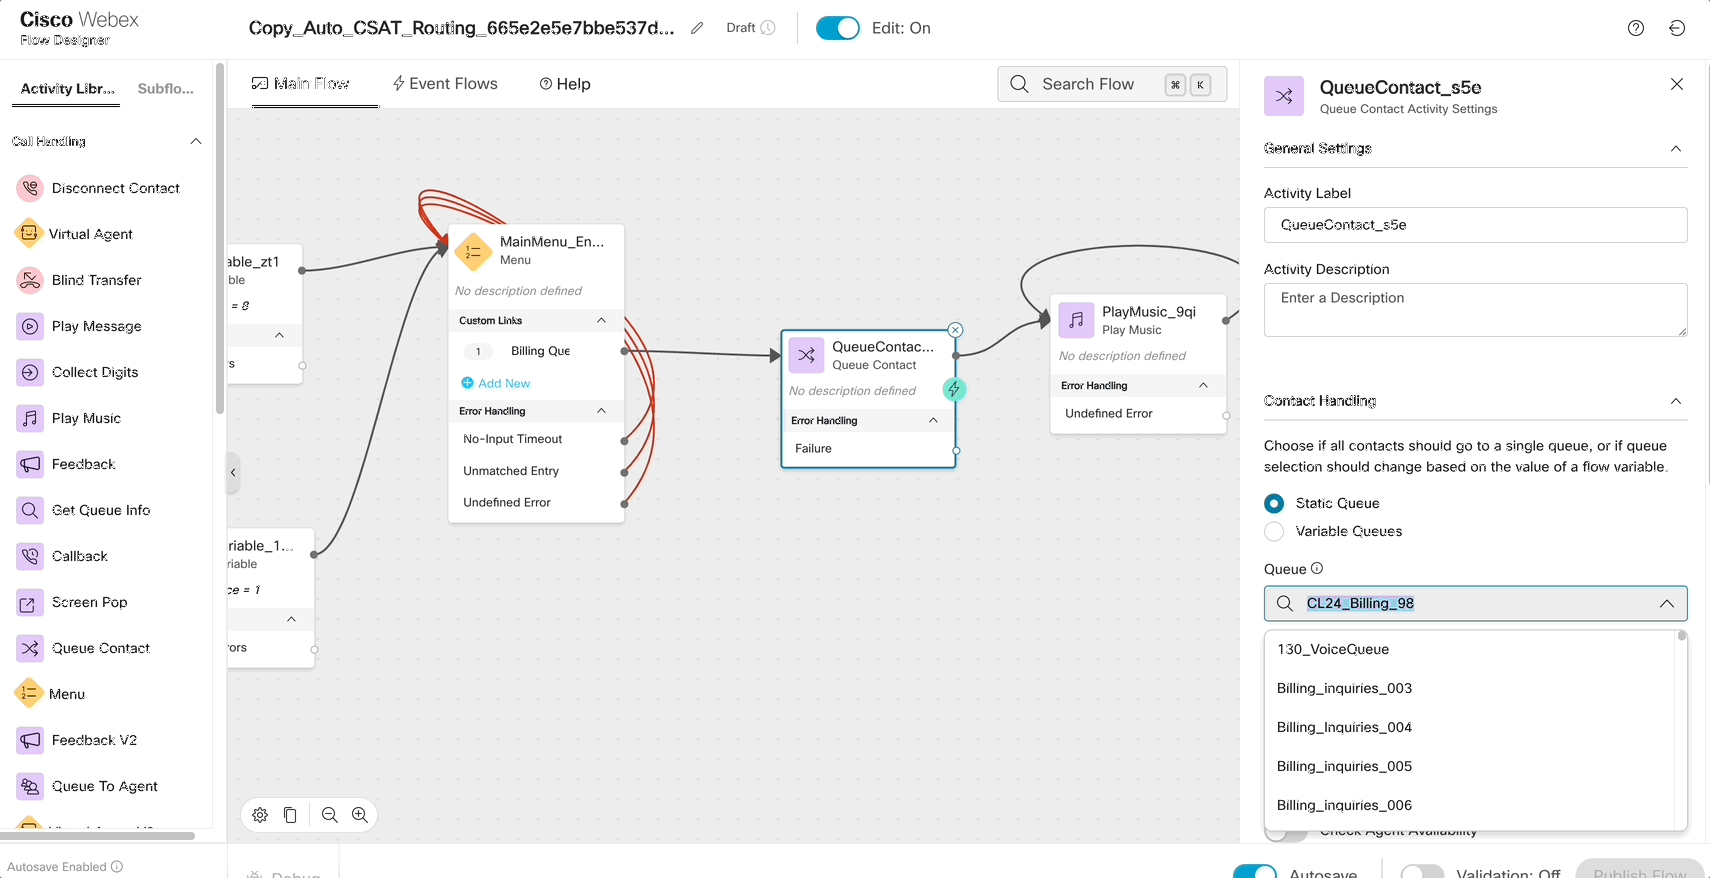 Cisco Webex
Flow Designer
Copy_Auto_CSAT_Routing_665e2e5e7bbe537d...
Draft
Edit: On
Activity Libr...
Subflo...
Main Flow
Event Flows
Help
Search Flow
⌘ K
Call Handling
Disconnect Contact
Virtual Agent
Blind Transfer
Play Message
Collect Digits
Play Music
Feedback
Get Queue Info
Callback
Screen Pop
Queue Contact
Menu
Feedback V2
Queue To Agent
Autosave Enabled
able_zt1
ble
= 8
rs
riable_1...
riable
ce = 1
rors
MainMenu_En...
Menu
No description defined
Custom Links
1 Billing Que
Add New
Error Handling
No-Input Timeout
Unmatched Entry
Undefined Error
QueueContac...
Queue Contact
No description defined
Error Handling
Failure
PlayMusic_9qi
Play Music
No description defined
Error Handling
Undefined Error
QueueContact_s5e
Queue Contact Activity Settings
General Settings
Activity Label
QueueContact_s5e
Activity Description
Enter a Description
Contact Handling
Choose if all contacts should go to a single queue, or if queue
selection should change based on the value of a flow variable.
Static Queue
Variable Queues
Queue
CL24_Billing_98
130_VoiceQueue
Billing_inquiries_003
Billing_Inquiries_004
Billing_inquiries_005
Billing_inquiries_006
Check Agent Availability
Debug
Autosave
Validation: Off
Publish Flow